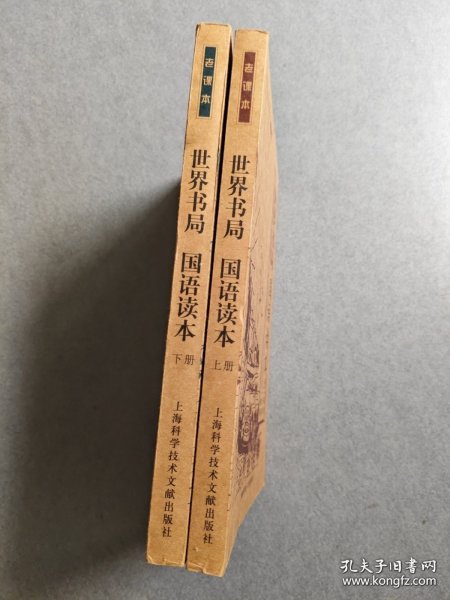 老课本
世界书局
国语读本
下册
上海科学技术文献出版社
老课本
世界书局
国语读本
上册
上海科学技术文献出版社
孔夫子旧书网
www.kongfz.com